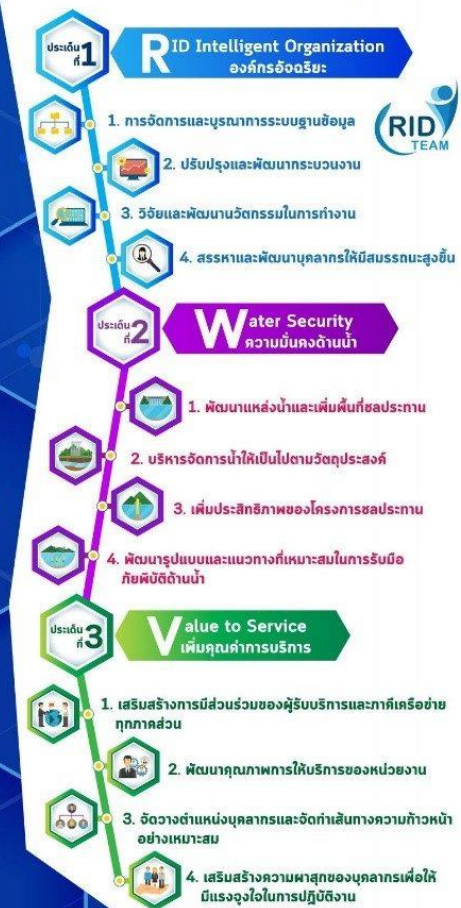 ประเด็นที่ 1
RID Intelligent Organization
องค์กรอัจฉริยะ
RID
TEAM
1. การจัดการและบูรณาการระบบฐานข้อมูล
2. ปรับปรุงและพัฒนากระบวนงาน
3. วิจัยและพัฒนานวัตกรรมในการทำงาน
4. สรรหาและพัฒนาบุคลากรให้มีสมรรถนะสูงขึ้น
ประเด็นที่ 2
Water Security
ความมั่นคงด้านน้ำ
1. พัฒนาแหล่งน้ำและเพิ่มพื้นที่ชลประทาน
2. บริหารจัดการน้ำให้เป็นไปตามวัตถุประสงค์
3. เพิ่มประสิทธิภาพของโครงการชลประทาน
4. พัฒนารูปแบบและแนวทางที่เหมาะสมในการรับมือ
ภัยพิบัติด้านน้ำ
ประเด็นที่ 3
Value to Service
เพิ่มคุณค่าการบริการ
1. เสริมสร้างการมีส่วนร่วมของผู้รับบริการและภาคีเครือข่าย
ทุกภาคส่วน
2. พัฒนาคุณภาพการให้บริการของหน่วยงาน
3. จัดวางตำแหน่งบุคลากรและจัดทำเส้นทางความก้าวหน้า
อย่างเหมาะสม
4. เสริมสร้างความผาสุกของบุคลากรเพื่อให้
มีแรงจูงใจในการปฏิบัติงาน